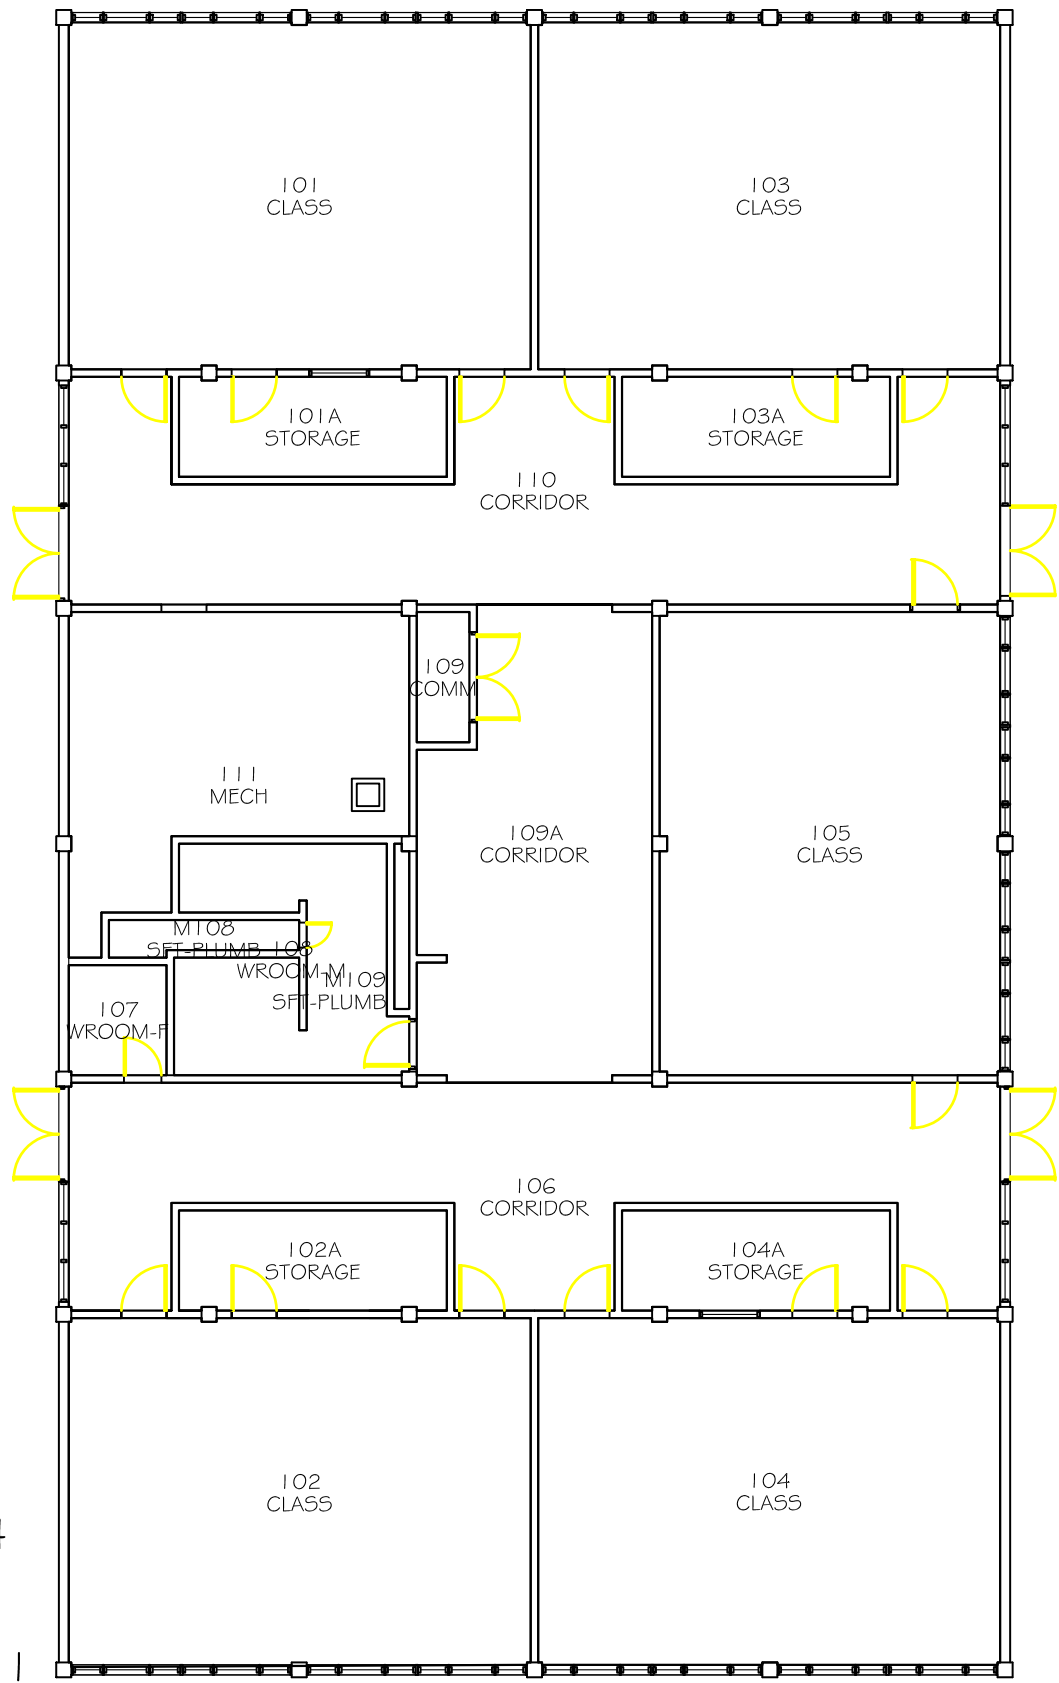 101
CLASS
103
CLASS
101A
STORAGE
103A
STORAGE
110
CORRIDOR
109
COMM
111
MECH
109A
CORRIDOR
105
CLASS
M108
SFT-PLUMB
108
WROOM-M
M109
SFT-PLUMB
107
WROOM-F
106
CORRIDOR
102A
STORAGE
104A
STORAGE
102
CLASS
104
CLASS